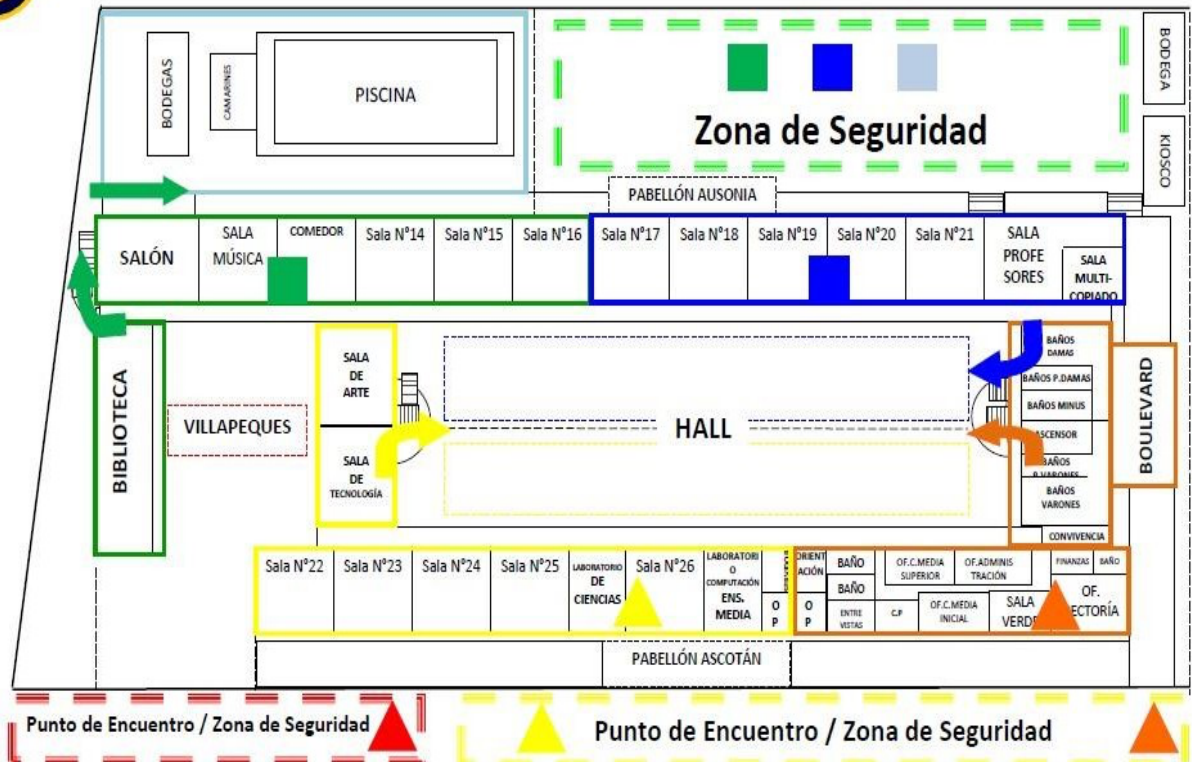 BODEGAS
CAMARINES
PISCINA
Zona de Seguridad
BODEGA
KIOSCO
PABELLÓN AUSONIA
SALÓN
SALA
MÚSICA
COMEDOR
Sala N°14
Sala N°15
Sala N°16
Sala N°17
Sala N°18
Sala N°19
Sala N°20
Sala N°21
SALA
PROFE
SORES
SALA
MULTI-
COPIADO
BIBLIOTECA
VILLAPEQUES
SALA
DE
ARTE
SALA
DE
TECNOLOGÍA
HALL
BAÑOS
DAMAS
BAÑOS P.DAMAS
BAÑOS MINUS
ASCENSOR
BAÑOS
P.VARONES
BAÑOS
VARONES
CONVIVENCIA
BOULEVARD
Sala N°22
Sala N°23
Sala N°24
Sala N°25
LABORATORIO
DE
CIENCIAS
Sala N°26
LABORATORI
O
COMPUTACIÓN
ENS.
MEDIA
O
P
ORIENT
ACIÓN
O
P
BAÑO
BAÑO
ENTRE
VISTAS
OF.C.MEDIA
SUPERIOR
C.P
OF.C.MEDIA
INICIAL
OF.ADMINIS
TRACIÓN
SALA
VERDE
FINANZAS
BAÑO
OF.
ECTORÍA
PABELLÓN ASCOTÁN
Punto de Encuentro / Zona de Seguridad
Punto de Encuentro / Zona de Seguridad